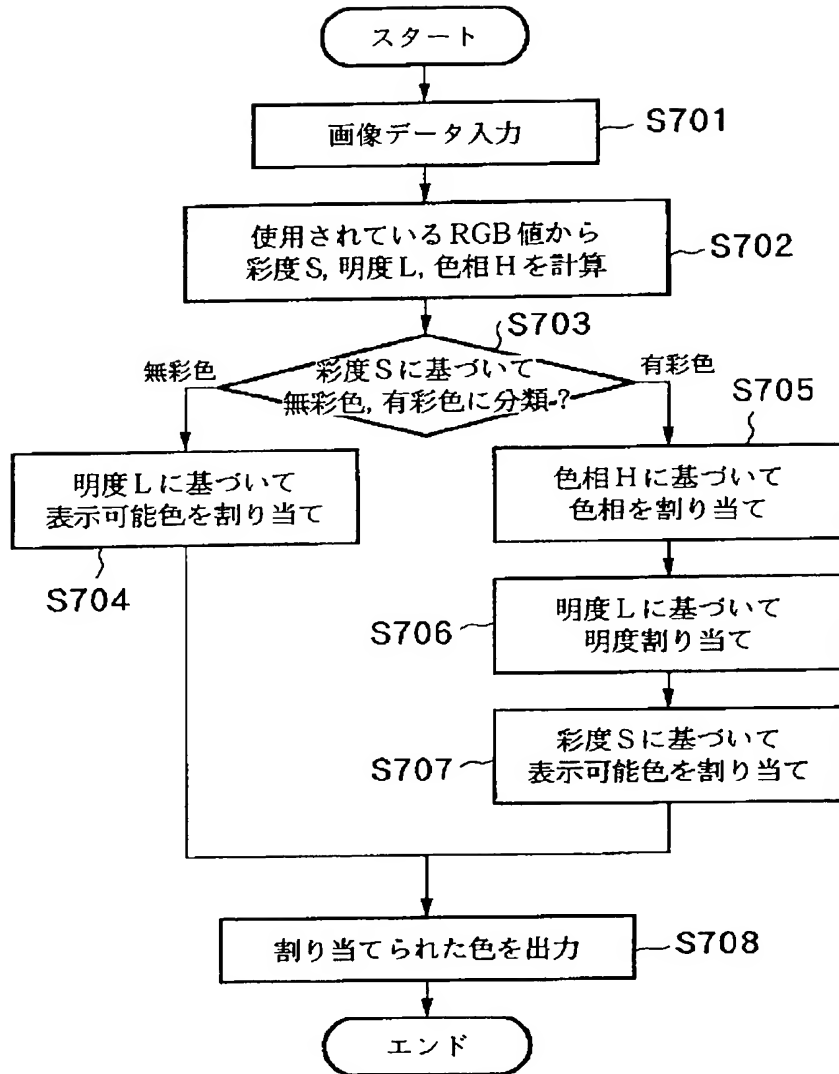 スタート
画像データ入力
S701
使用されているRGB値から
彩度S, 明度L, 色相Hを計算
S702
S703
彩度Sに基づいて
無彩色, 有彩色に分類?
無彩色
有彩色
明度Lに基づいて
表示可能色を割り当て
S704
S705
色相Hに基づいて
色相を割り当て
S706
明度Lに基づいて
明度割り当て
S707
彩度Sに基づいて
表示可能色を割り当て
割り当てられた色を出力
S708
エンド